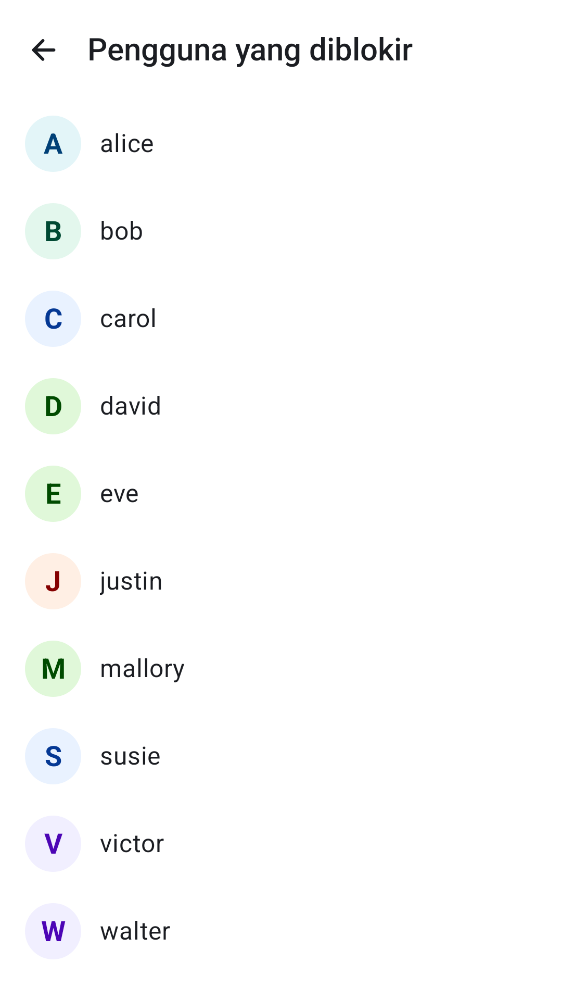 Pengguna yang diblokir
A alice
B bob
C carol
D david
E eve
J justin
M mallory
S susie
V victor
W walter